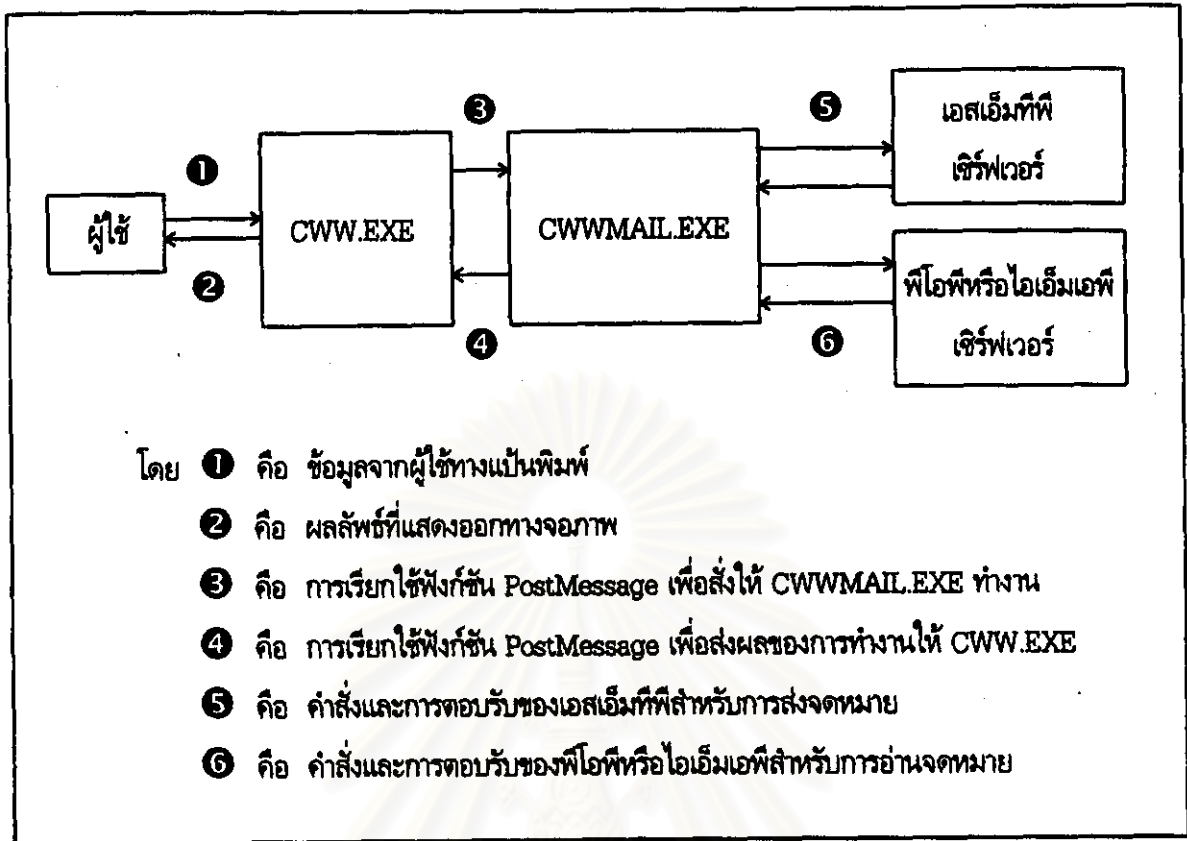 ❸
❺
เอสเอ็มทีพี
เซิร์ฟเวอร์
❶
ผู้ใช้
CWW.EXE
CWWMAIL.EXE
❷
พีโอพีหรือไอเอ็มเอพี
เซิร์ฟเวอร์
❹
❻
โดย ❶ คือ ข้อมูลจากผู้ใช้ทางแป้นพิมพ์
❷ คือ ผลลัพธ์ที่แสดงออกทางจอภาพ
❸ คือ การเรียกใช้ฟังก์ชัน PostMessage เพื่อสั่งให้ CWWMAIL.EXE ทำงาน
❹ คือ การเรียกใช้ฟังก์ชัน PostMessage เพื่อส่งผลของการทำงานให้ CWW.EXE
❺ คือ คำสั่งและการตอบรับของเอสเอ็มทีพีสำหรับการส่งจดหมาย
❻ คือ คำสั่งและการตอบรับของพีโอพีหรือไอเอ็มเอพีสำหรับการอ่านจดหมาย